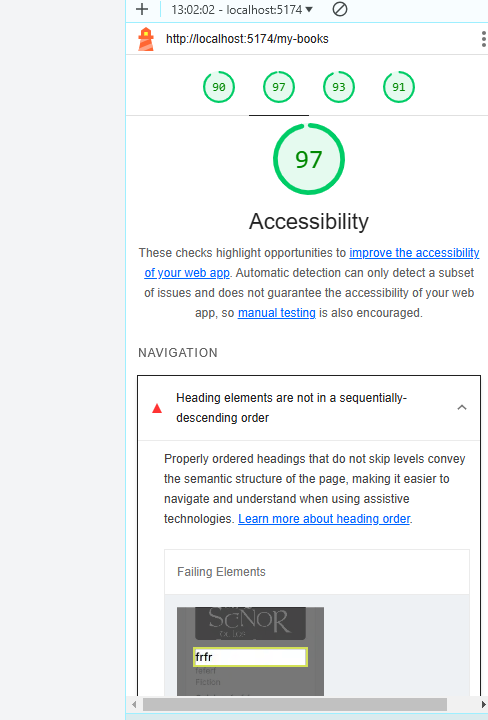 13:02:02 - localhost:5174
http://localhost:5174/my-books
90 97 93 91
97
Accessibility
These checks highlight opportunities to improve the accessibility
of your web app. Automatic detection can only detect a subset
of issues and does not guarantee the accessibility of your web
app, so manual testing is also encouraged.
NAVIGATION
Heading elements are not in a sequentially-
descending order
Properly ordered headings that do not skip levels convey
the semantic structure of the page, making it easier to
navigate and understand when using assistive
technologies. Learn more about heading order.
Failing Elements
SEÑOR
frfr
Fiction